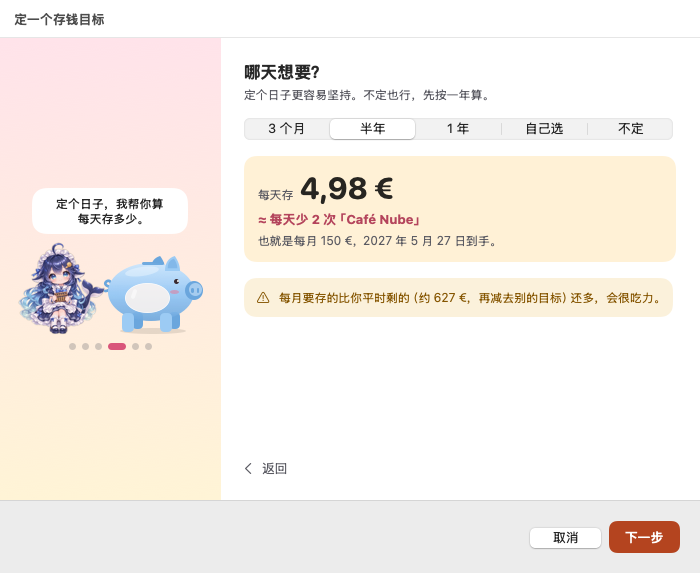 定一个存钱目标
定个日子，我帮你算
每天存多少。
哪天想要?
定个日子更容易坚持。不定也行，先按一年算。
3 个月
半年
1 年
自己选
不定
每天存 4,98 €
≈ 每天少 2 次「Café Nube」
也就是每月 150 €，2027 年 5 月 27 日到手。
每月要存的比你平时剩的 (约 627 €，再减去别的目标) 还多，会很吃力。
返回
取消
下一步